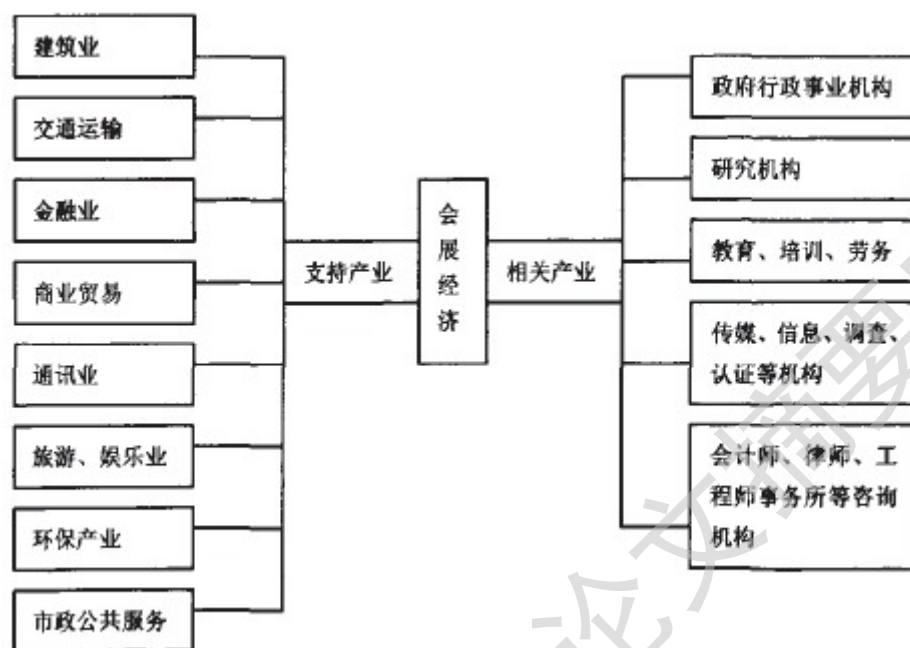 建筑业
交通运输
金融业
商业贸易
通讯业
旅游、娱乐业
环保产业
市政公共服务
支持产业
会
展
经
济
相关产业
政府行政事业机构
研究机构
教育、培训、劳务
传媒、信息、调查、
认证等机构
会计师、律师、工
程师事务所等咨询
机构
论文摘要